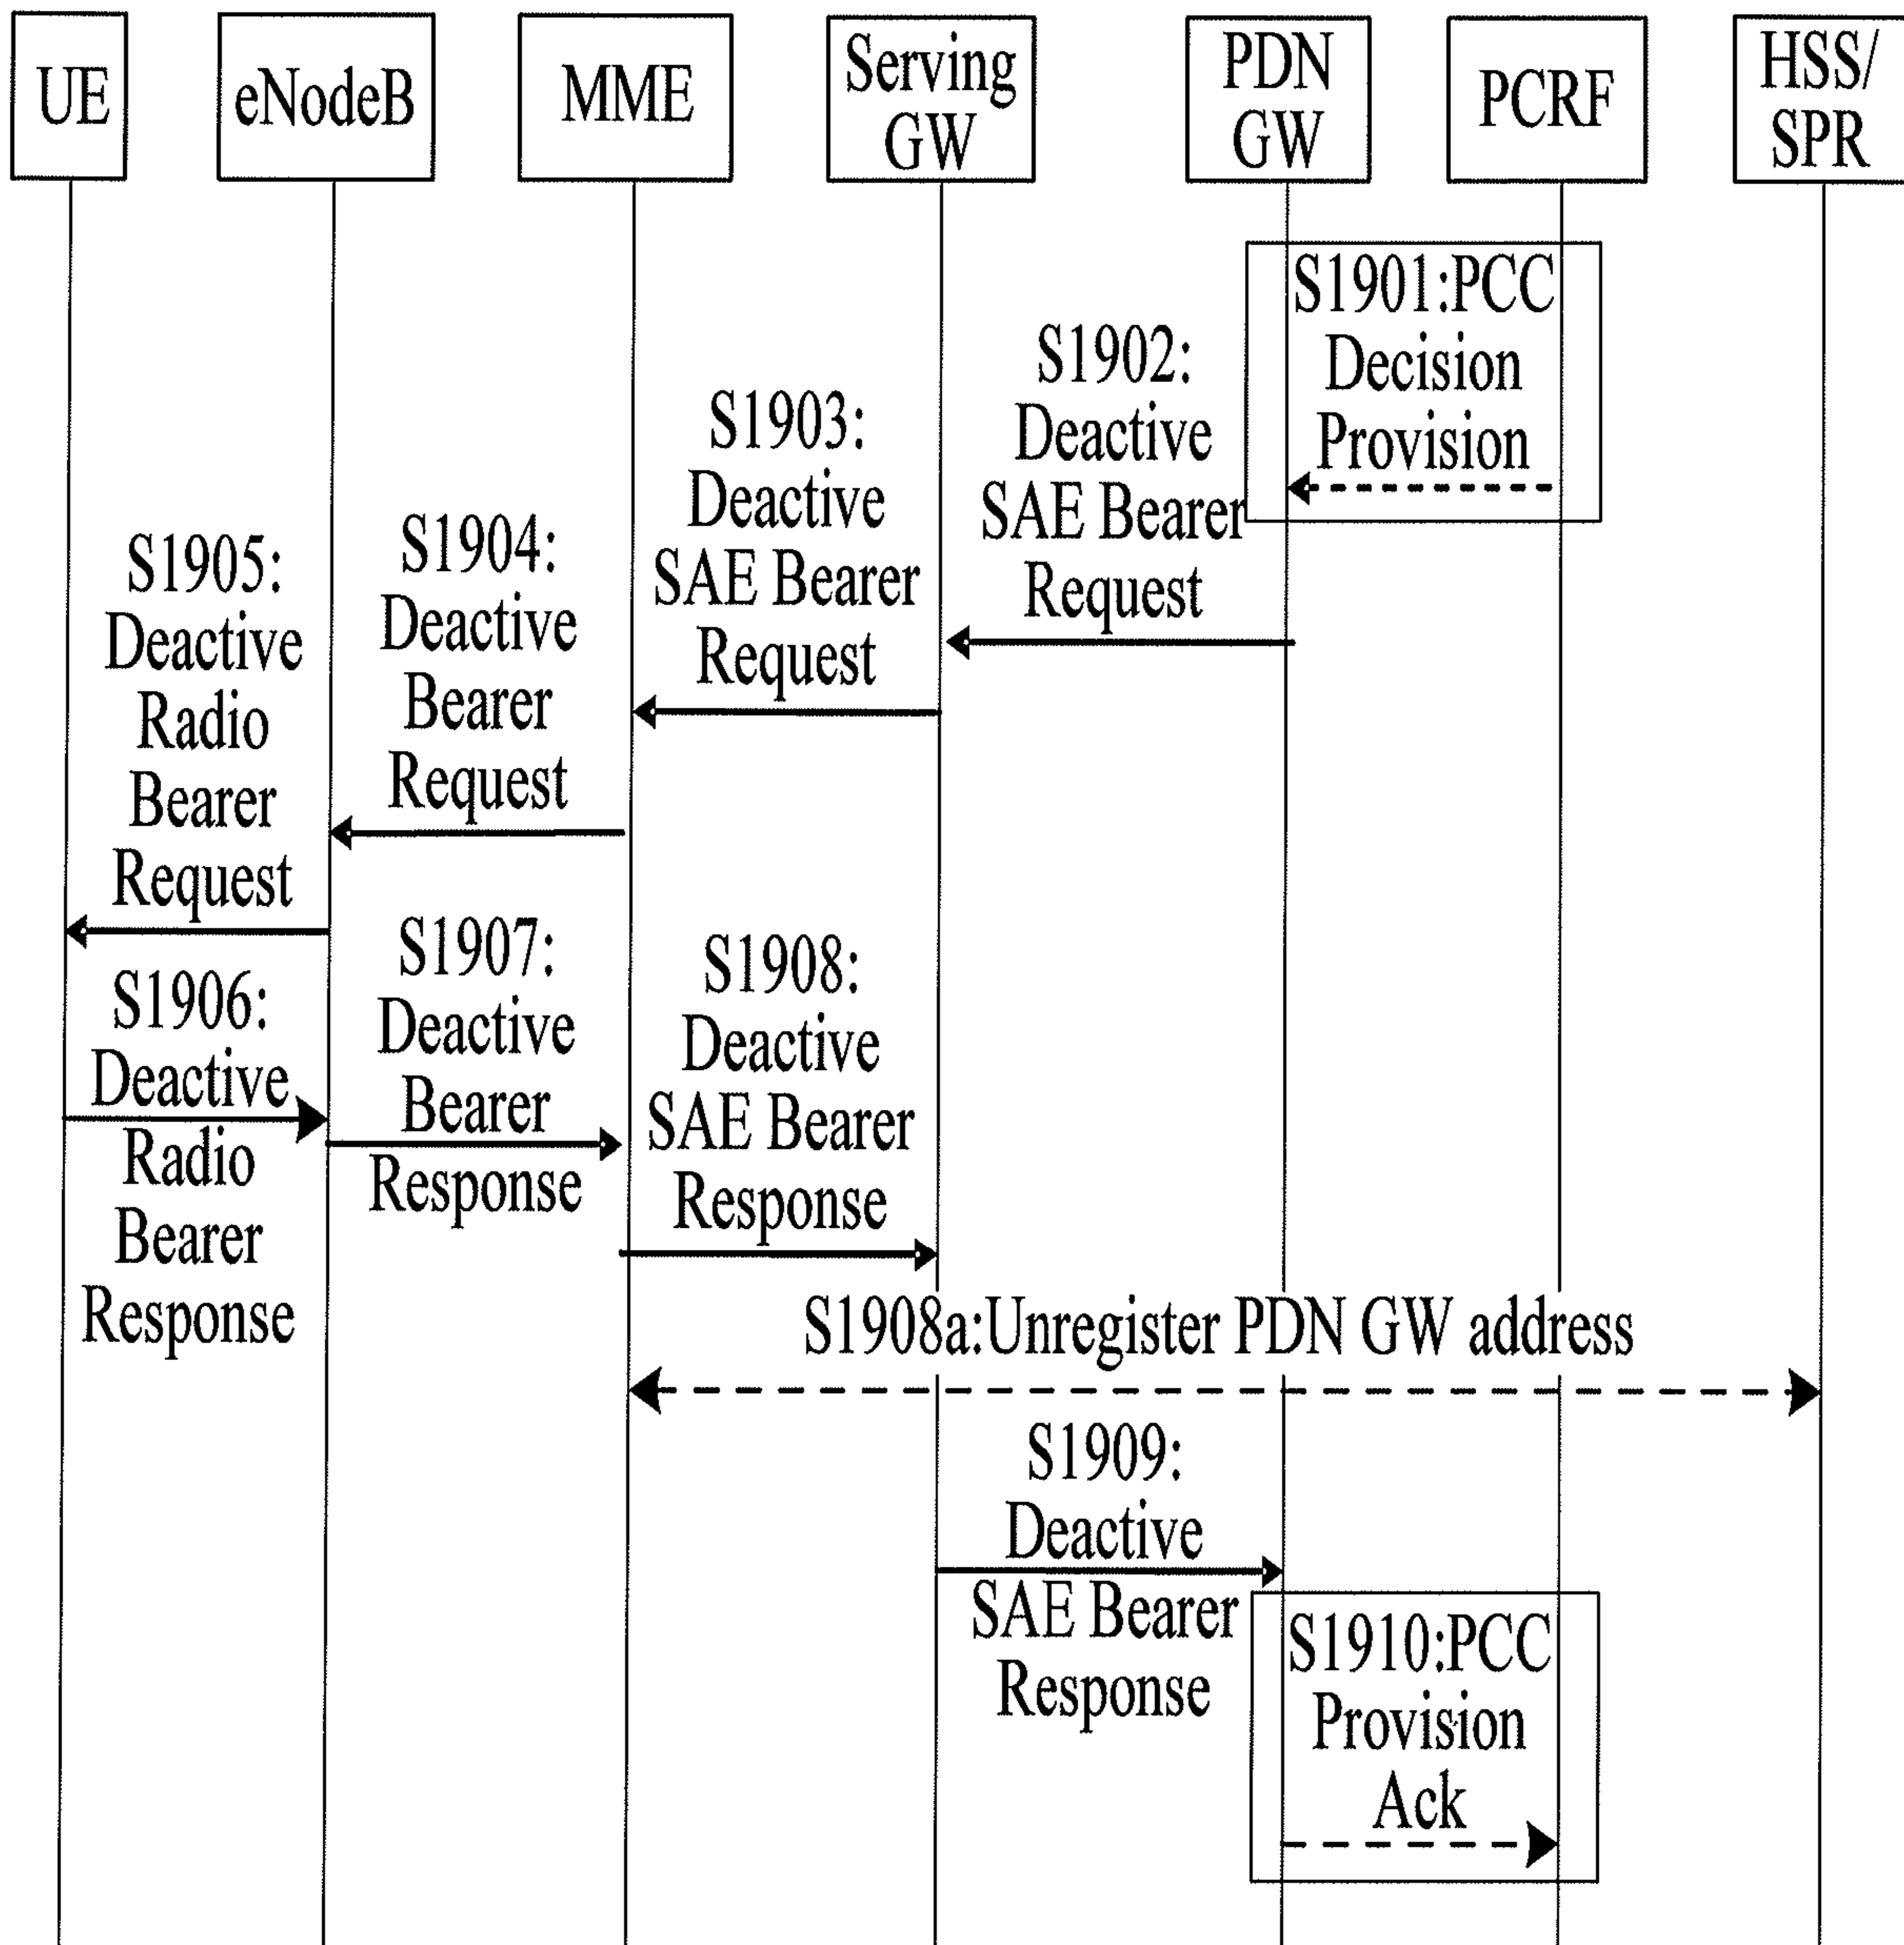 UE
eNodeB
MME
Serving
GW
PDN
GW
PCRF
HSS/
SPR
S1901:PCC
Decision
Provision
S1902:
Deactive
SAE Bearer
Request
S1903:
Deactive
SAE Bearer
Request
S1904:
Deactive
Bearer
Request
S1905:
Deactive
Radio
Bearer
Request
S1906:
Deactive
Radio
Bearer
Response
S1907:
Deactive
Bearer
Response
S1908:
Deactive
SAE Bearer
Response
S1908a:Unregister PDN GW address
S1909:
Deactive
SAE Bearer
Response
S1910:PCC
Provision
Ack